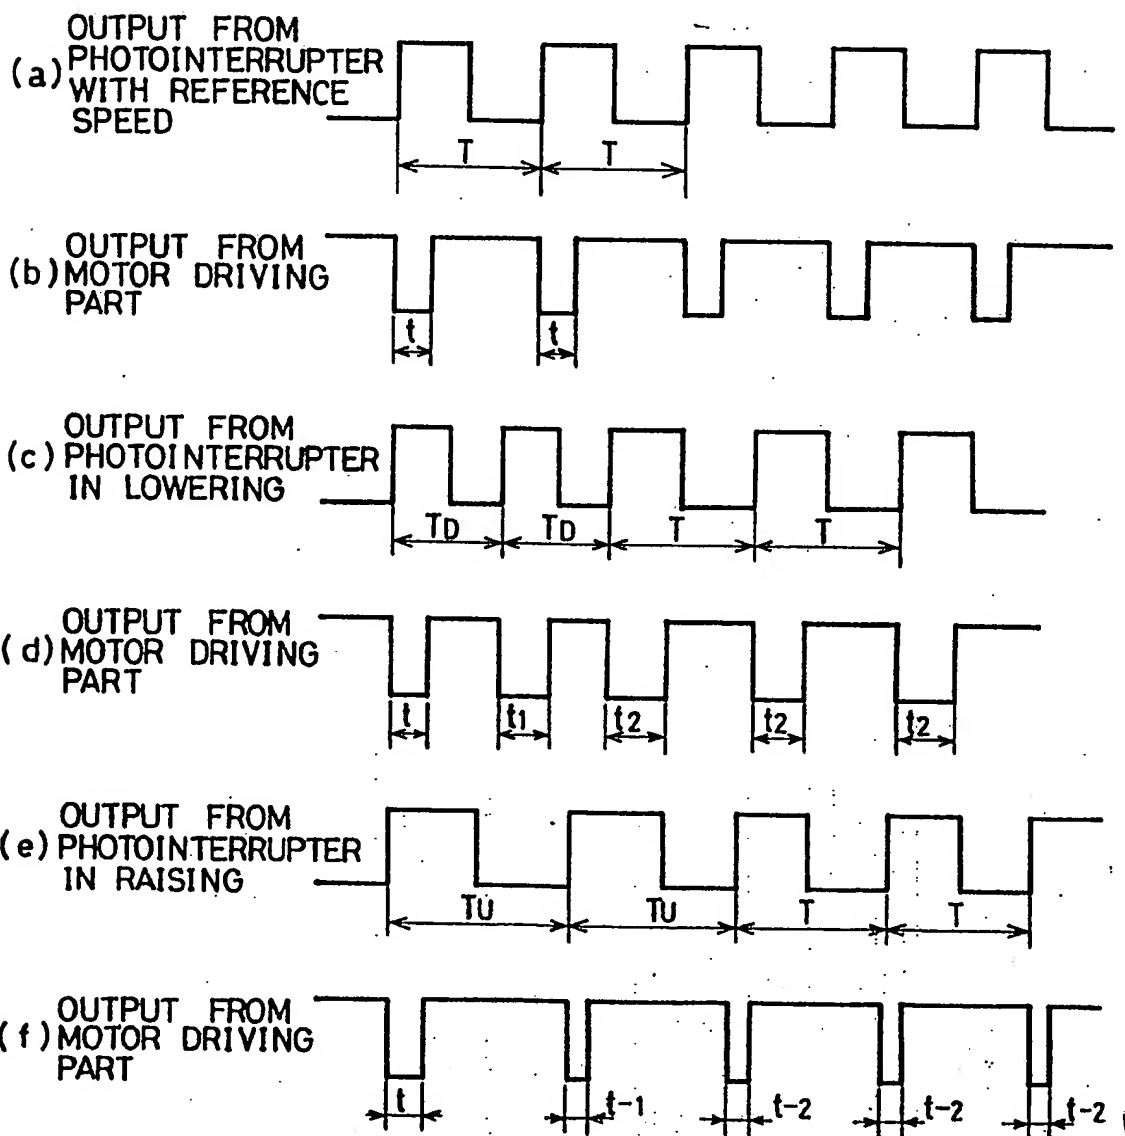 OUTPUT FROM
(a) PHOTOINTERRUPTER
WITH REFERENCE
SPEED
T T
OUTPUT FROM
(b) MOTOR DRIVING
PART
t t
OUTPUT FROM
(c) PHOTOINTERRUPTER
IN LOWERING
TD TD T T
OUTPUT FROM
(d) MOTOR DRIVING
PART
t t1 t2 t2 t2
OUTPUT FROM
(e) PHOTOINTERRUPTER
IN RAISING
TU TU T T
OUTPUT FROM
(f) MOTOR DRIVING
PART
t t-1 t-2 t-2 t-2